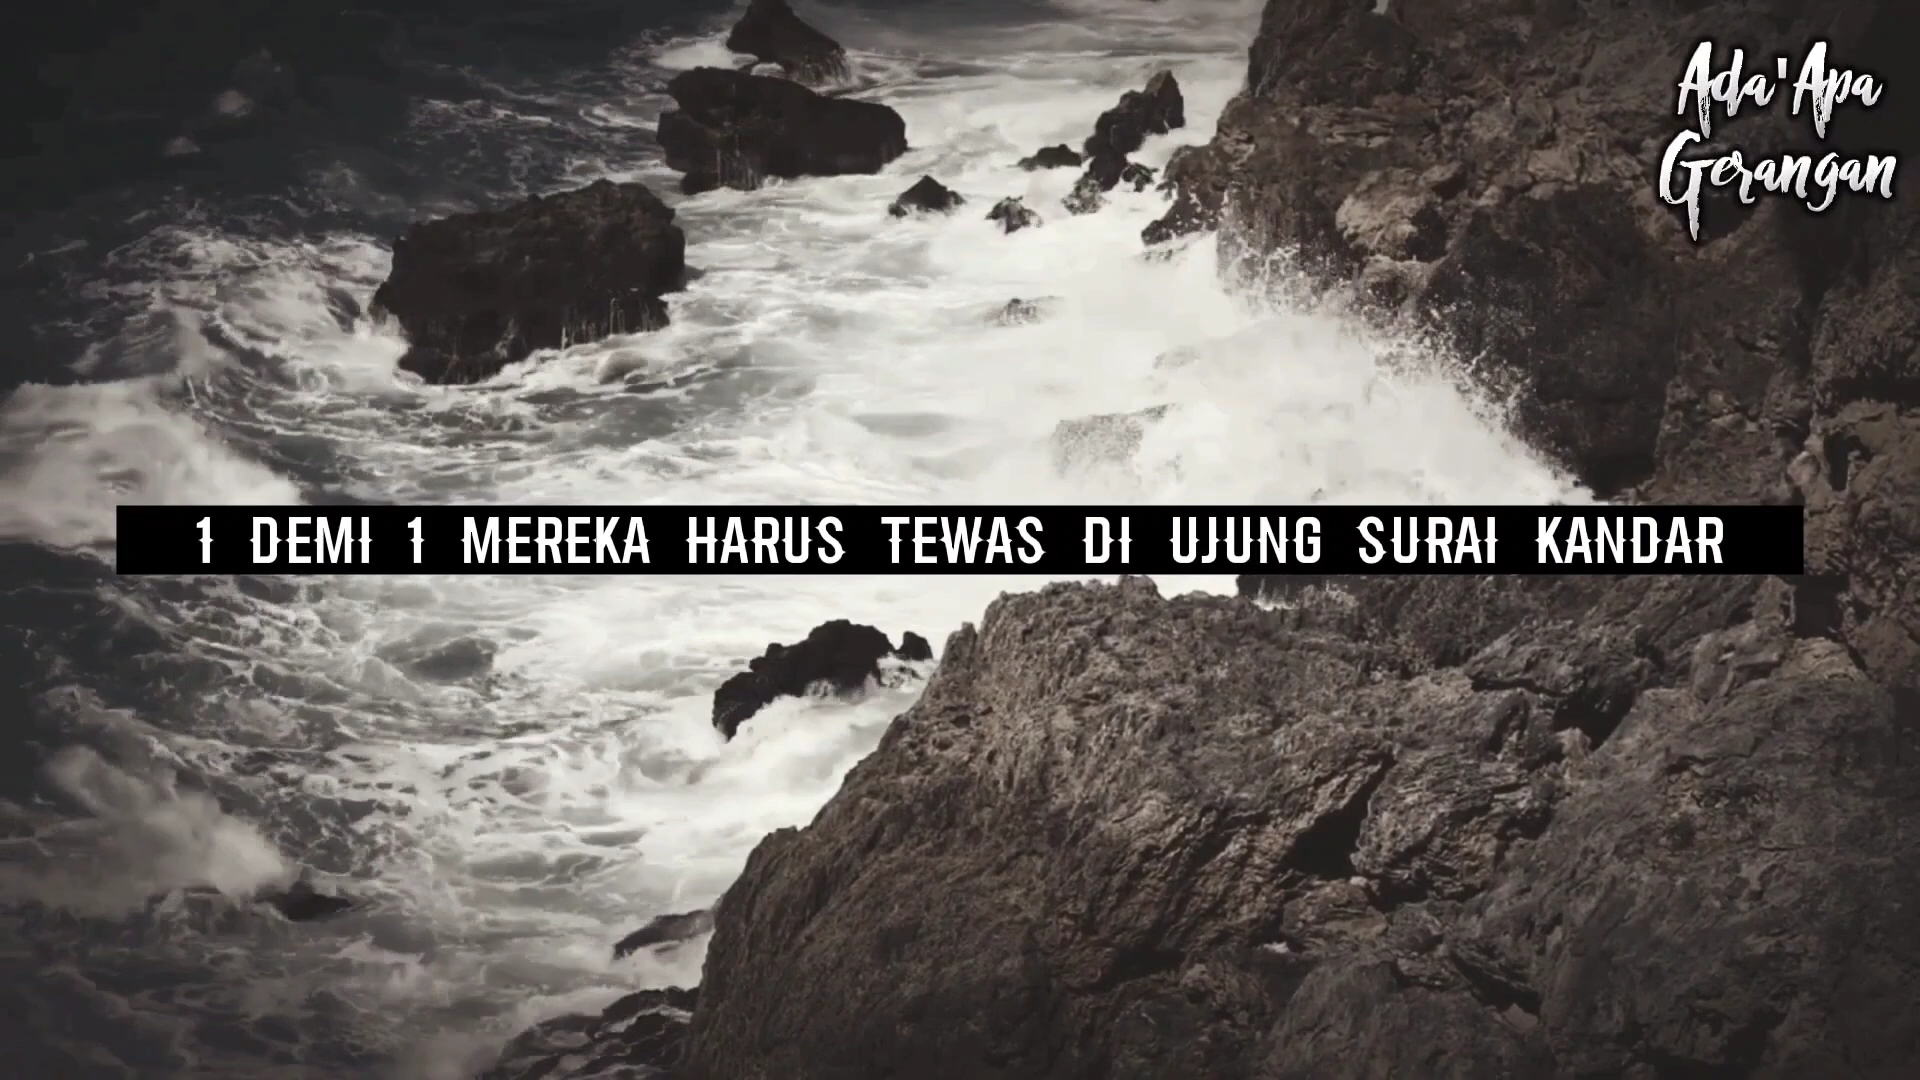 Ada'Apa
Gerangan
1 DEMI 1 MEREKA HARUS TEWAS DI UJUNG SURAI KANDAR